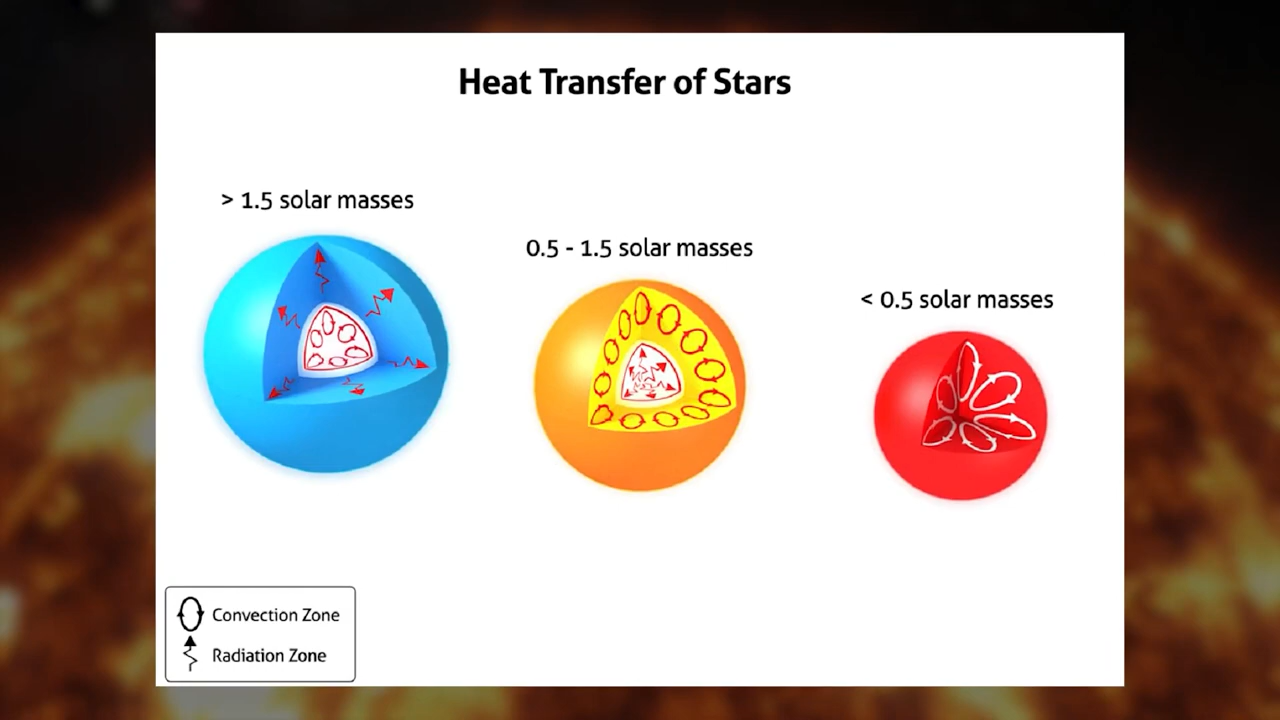 Heat Transfer of Stars
> 1.5 solar masses
0.5 - 1.5 solar masses
< 0.5 solar masses
Convection Zone
Radiation Zone